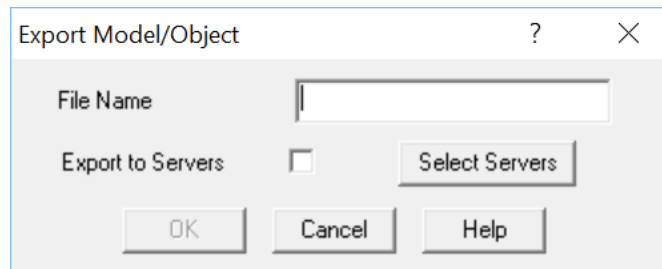 Export Model/Object ?
File Name
Export to Servers Select Servers
OK Cancel Help